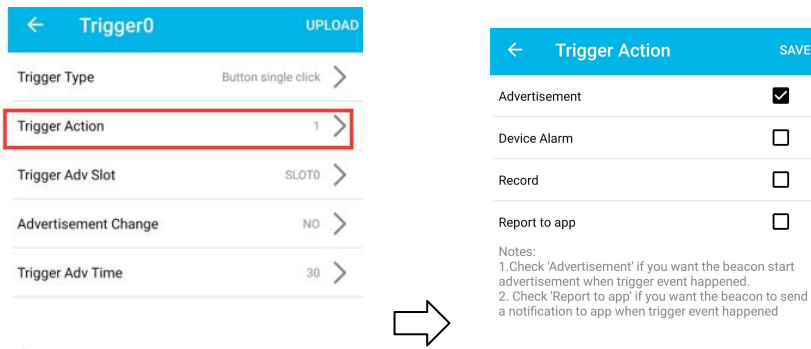 Trigger0 UPLOAD
Trigger Type Button single click
Trigger Action 1
Trigger Adv Slot SLOT0
Advertisement Change NO
Trigger Adv Time 30
Trigger Action SAVE
Advertisement
Device Alarm
Record
Report to app
Notes:
1.Check 'Advertisement' if you want the beacon start
advertisement when trigger event happened.
2. Check 'Report to app' if you want the beacon to send
a notification to app when trigger event happened